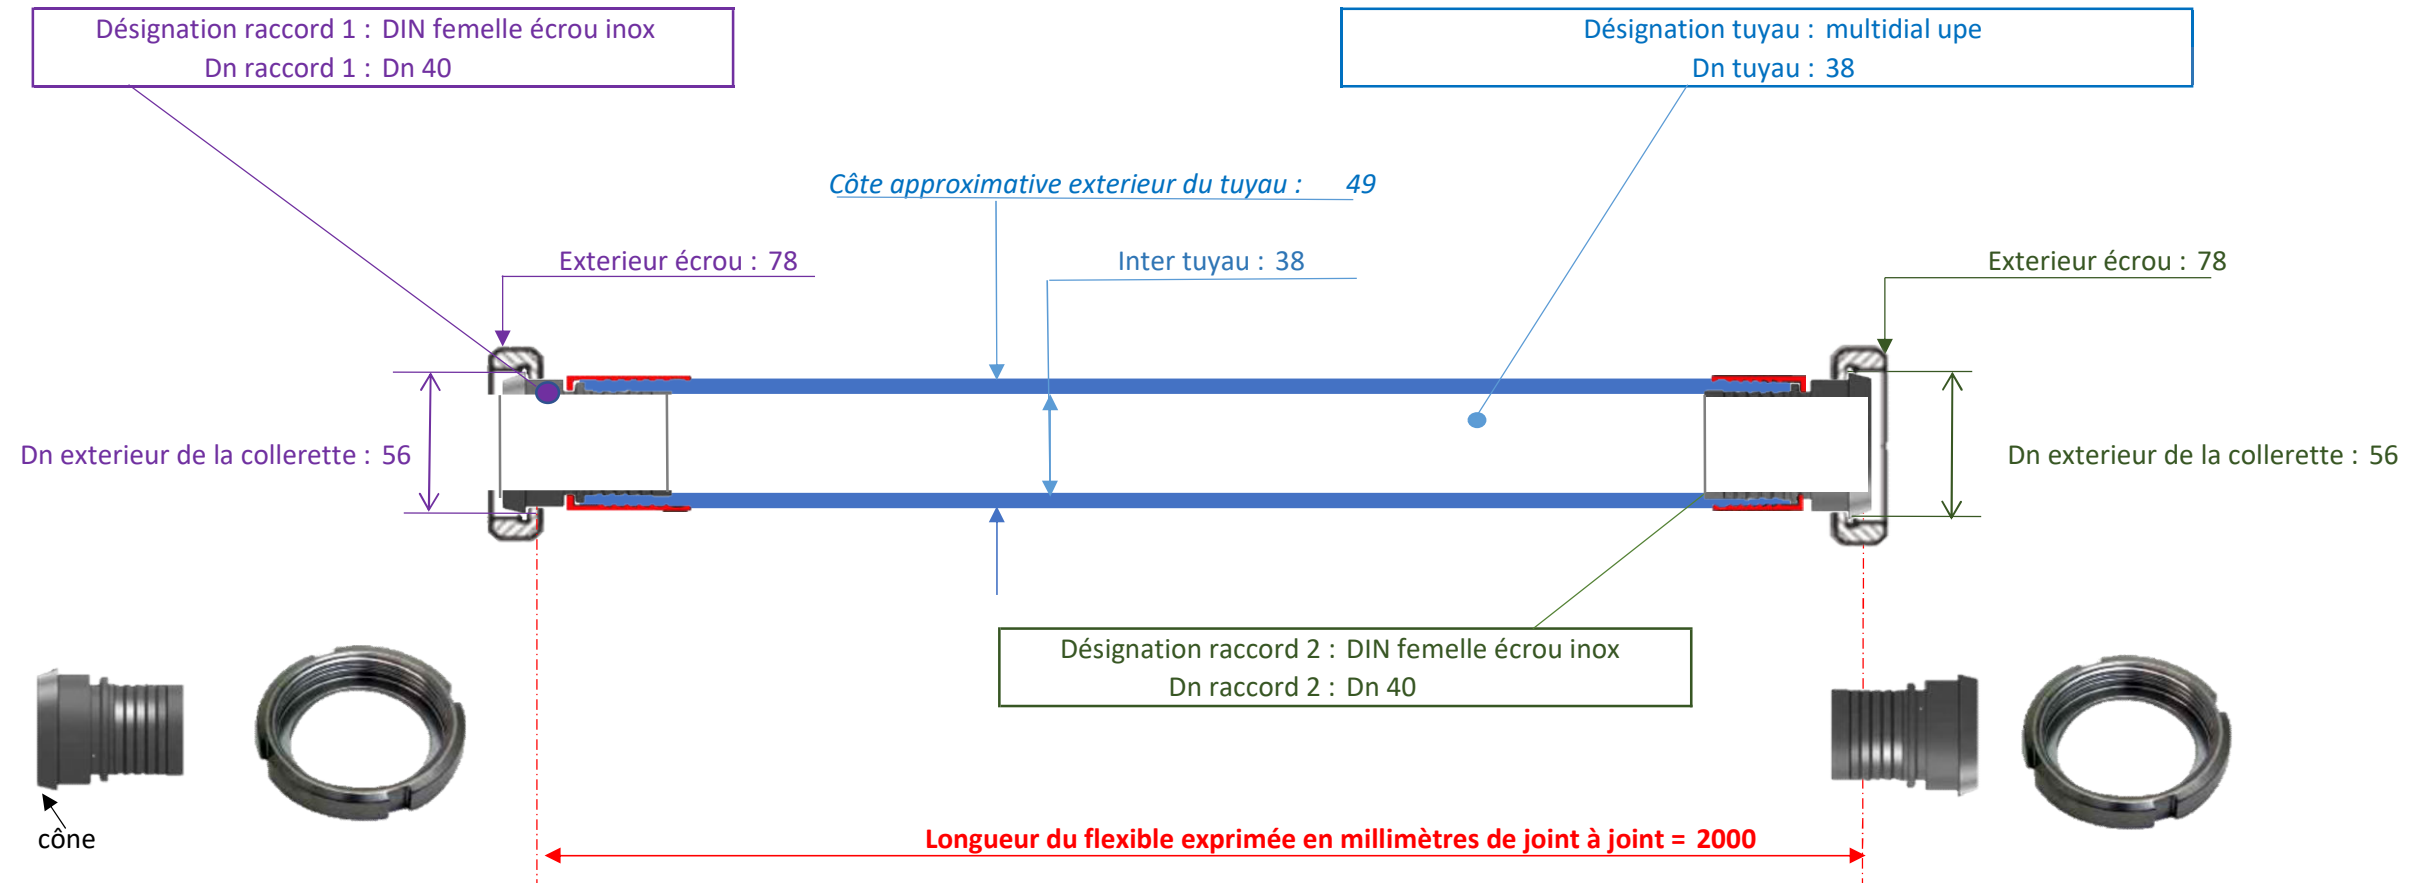 Désignation raccord 1 : DIN femelle écrou inox
Dn raccord 1 : Dn 40
Désignation tuyau : multidial upe
Dn tuyau : 38
Côte approximative exterieur du tuyau : 49
Exterieur écrou : 78
Inter tuyau : 38
Exterieur écrou : 78
Dn exterieur de la collerette : 56
Dn exterieur de la collerette : 56
Désignation raccord 2 : DIN femelle écrou inox
Dn raccord 2 : Dn 40
cône
Longueur du flexible exprimée en millimètres de joint à joint = 2000